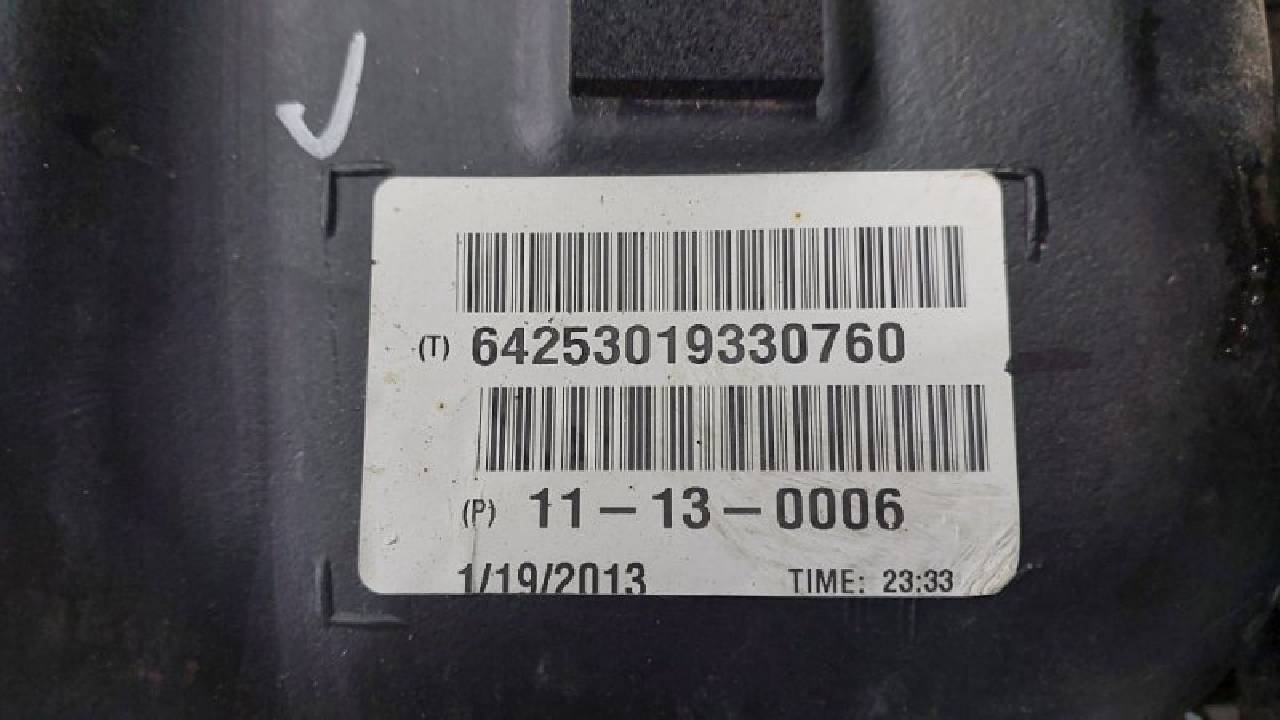 (T) 64253019330760
(P) 11-13-0006
1/19/2013 TIME: 23:33